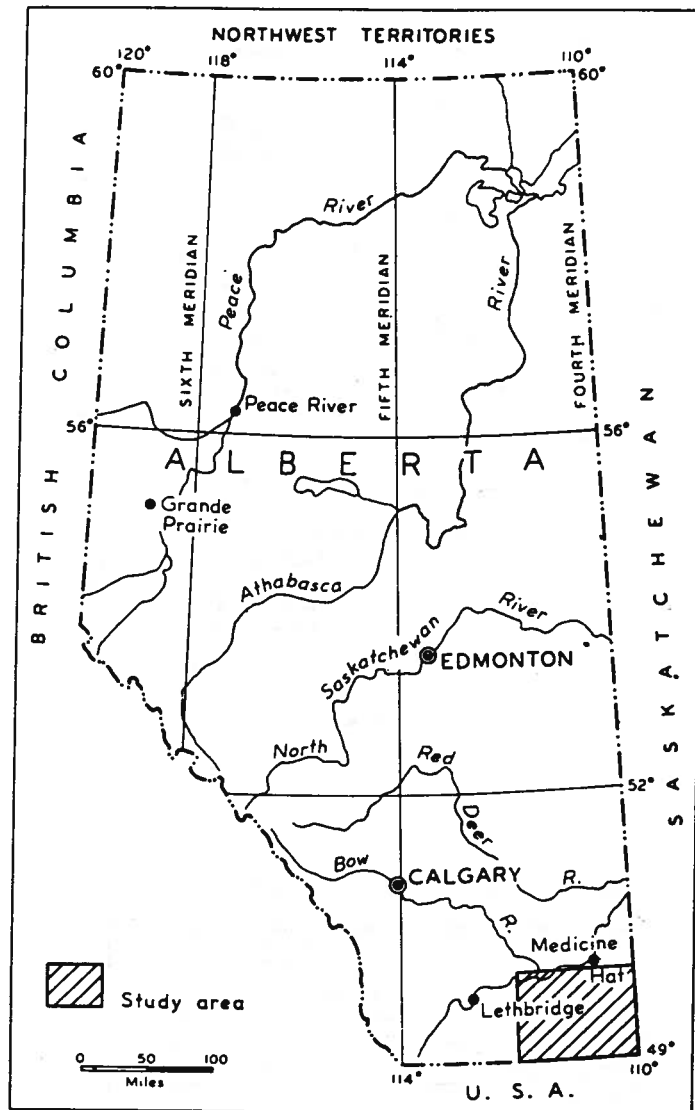 NORTHWEST TERRITORIES
120°
118°
114°
110°
60°
60°
BRITISH COLUMBIA
SIXTH MERIDIAN
FIFTH MERIDIAN
FOURTH MERIDIAN
SASKATCHEWAN
Peace
River
River
Peace River
56°
56°
ALBERTA
Grande
Prairie
Athabasca
North
Saskatchewan
River
EDMONTON
Red
Deer
R.
52°
Bow
R.
CALGARY
Medicine
Hat
Lethbridge
Study area
0
50
100
Miles
114°
U. S. A.
49°
110°